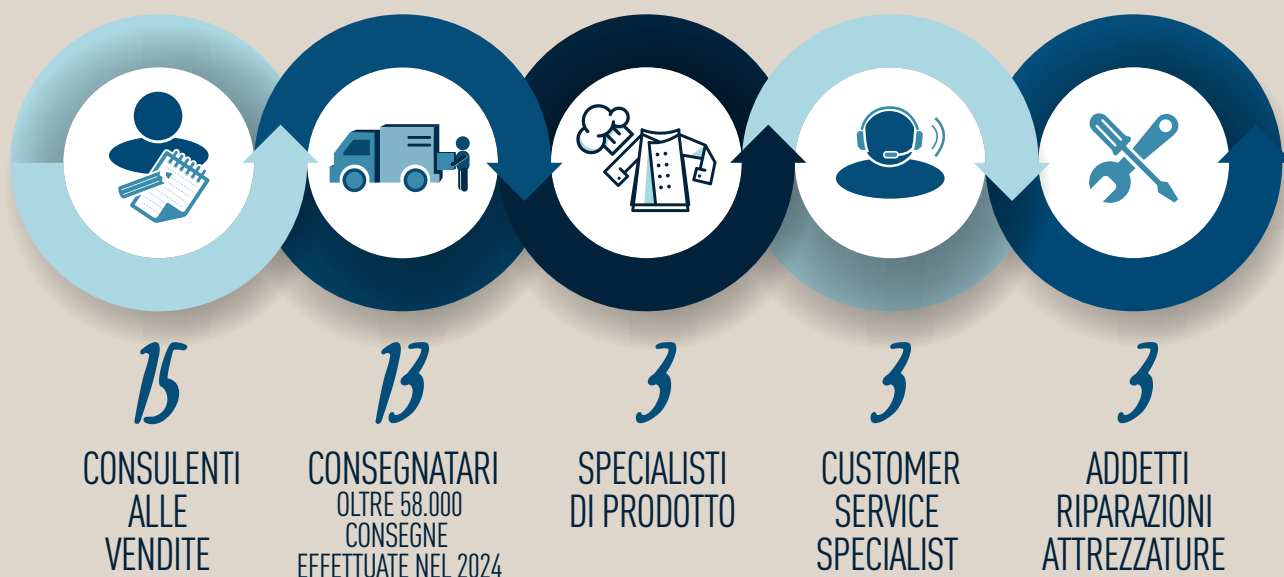 15
CONSULENTI
ALLE
VENDITE
13
CONSEGNATARI
OLTRE 58.000
CONSEGNE
EFFETTUATE NEL 2024
3
SPECIALISTI
DI PRODOTTO
3
CUSTOMER
SERVICE
SPECIALIST
3
ADDETTI
RIPARAZIONI
ATTREZZATURE